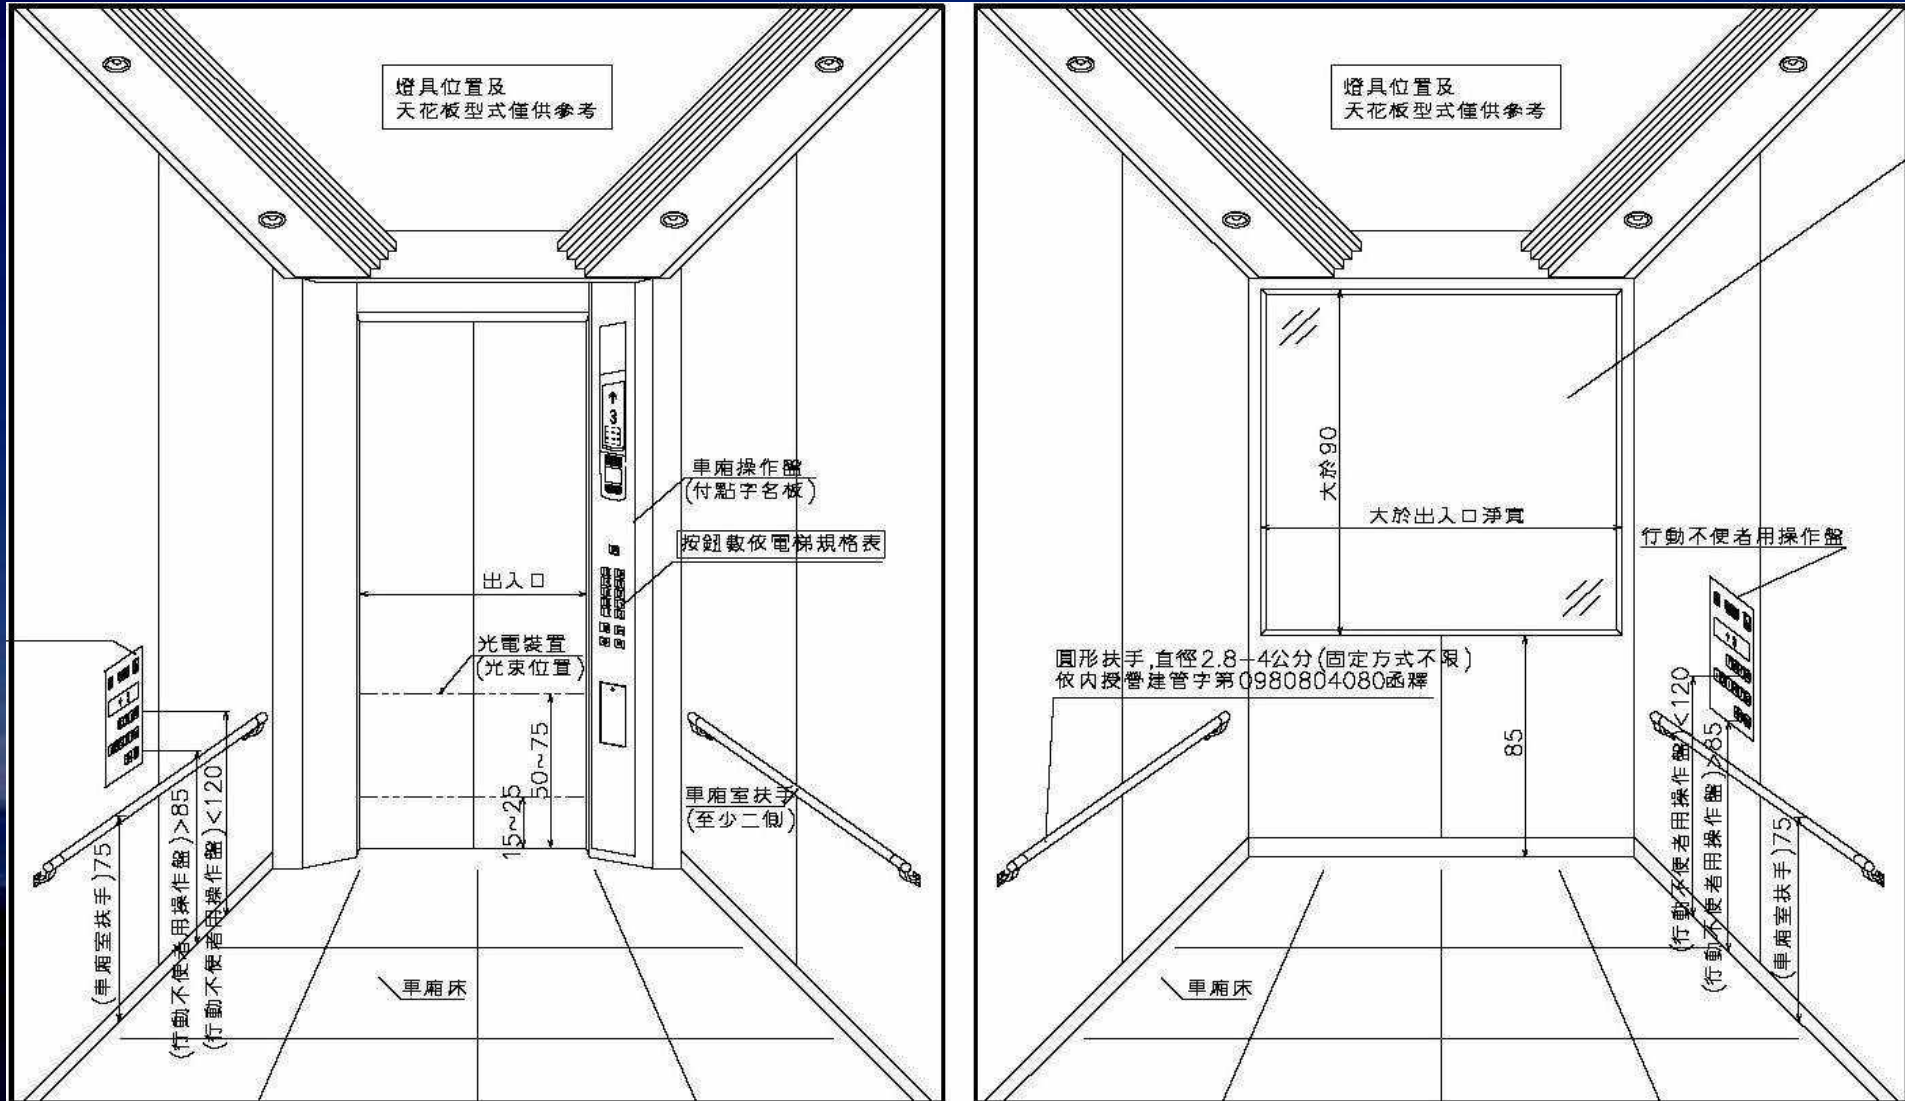 燈具位置及
天花板型式僅供參考
↑
3
車廂操作盤
(付點字名板)
按鈕數依電梯規格表
出入口
光電裝置
(光束位置)
50~75
15~25
車廂室扶手
(至少二側)
(車廂室扶手)75
(行動不便者用操作盤)>85
(行動不便者用操作盤)<120
車廂床
燈具位置及
天花板型式僅供參考
大於90
大於出入口淨寬
行動不便者用操作盤
圓形扶手,直徑2.8-4公分(固定方式不限)
依內授營建管字第0980804080函釋
85
(行動不便者用操作盤)<120
(行動不便者用操作盤)>85
(車廂室扶手)75
車廂床